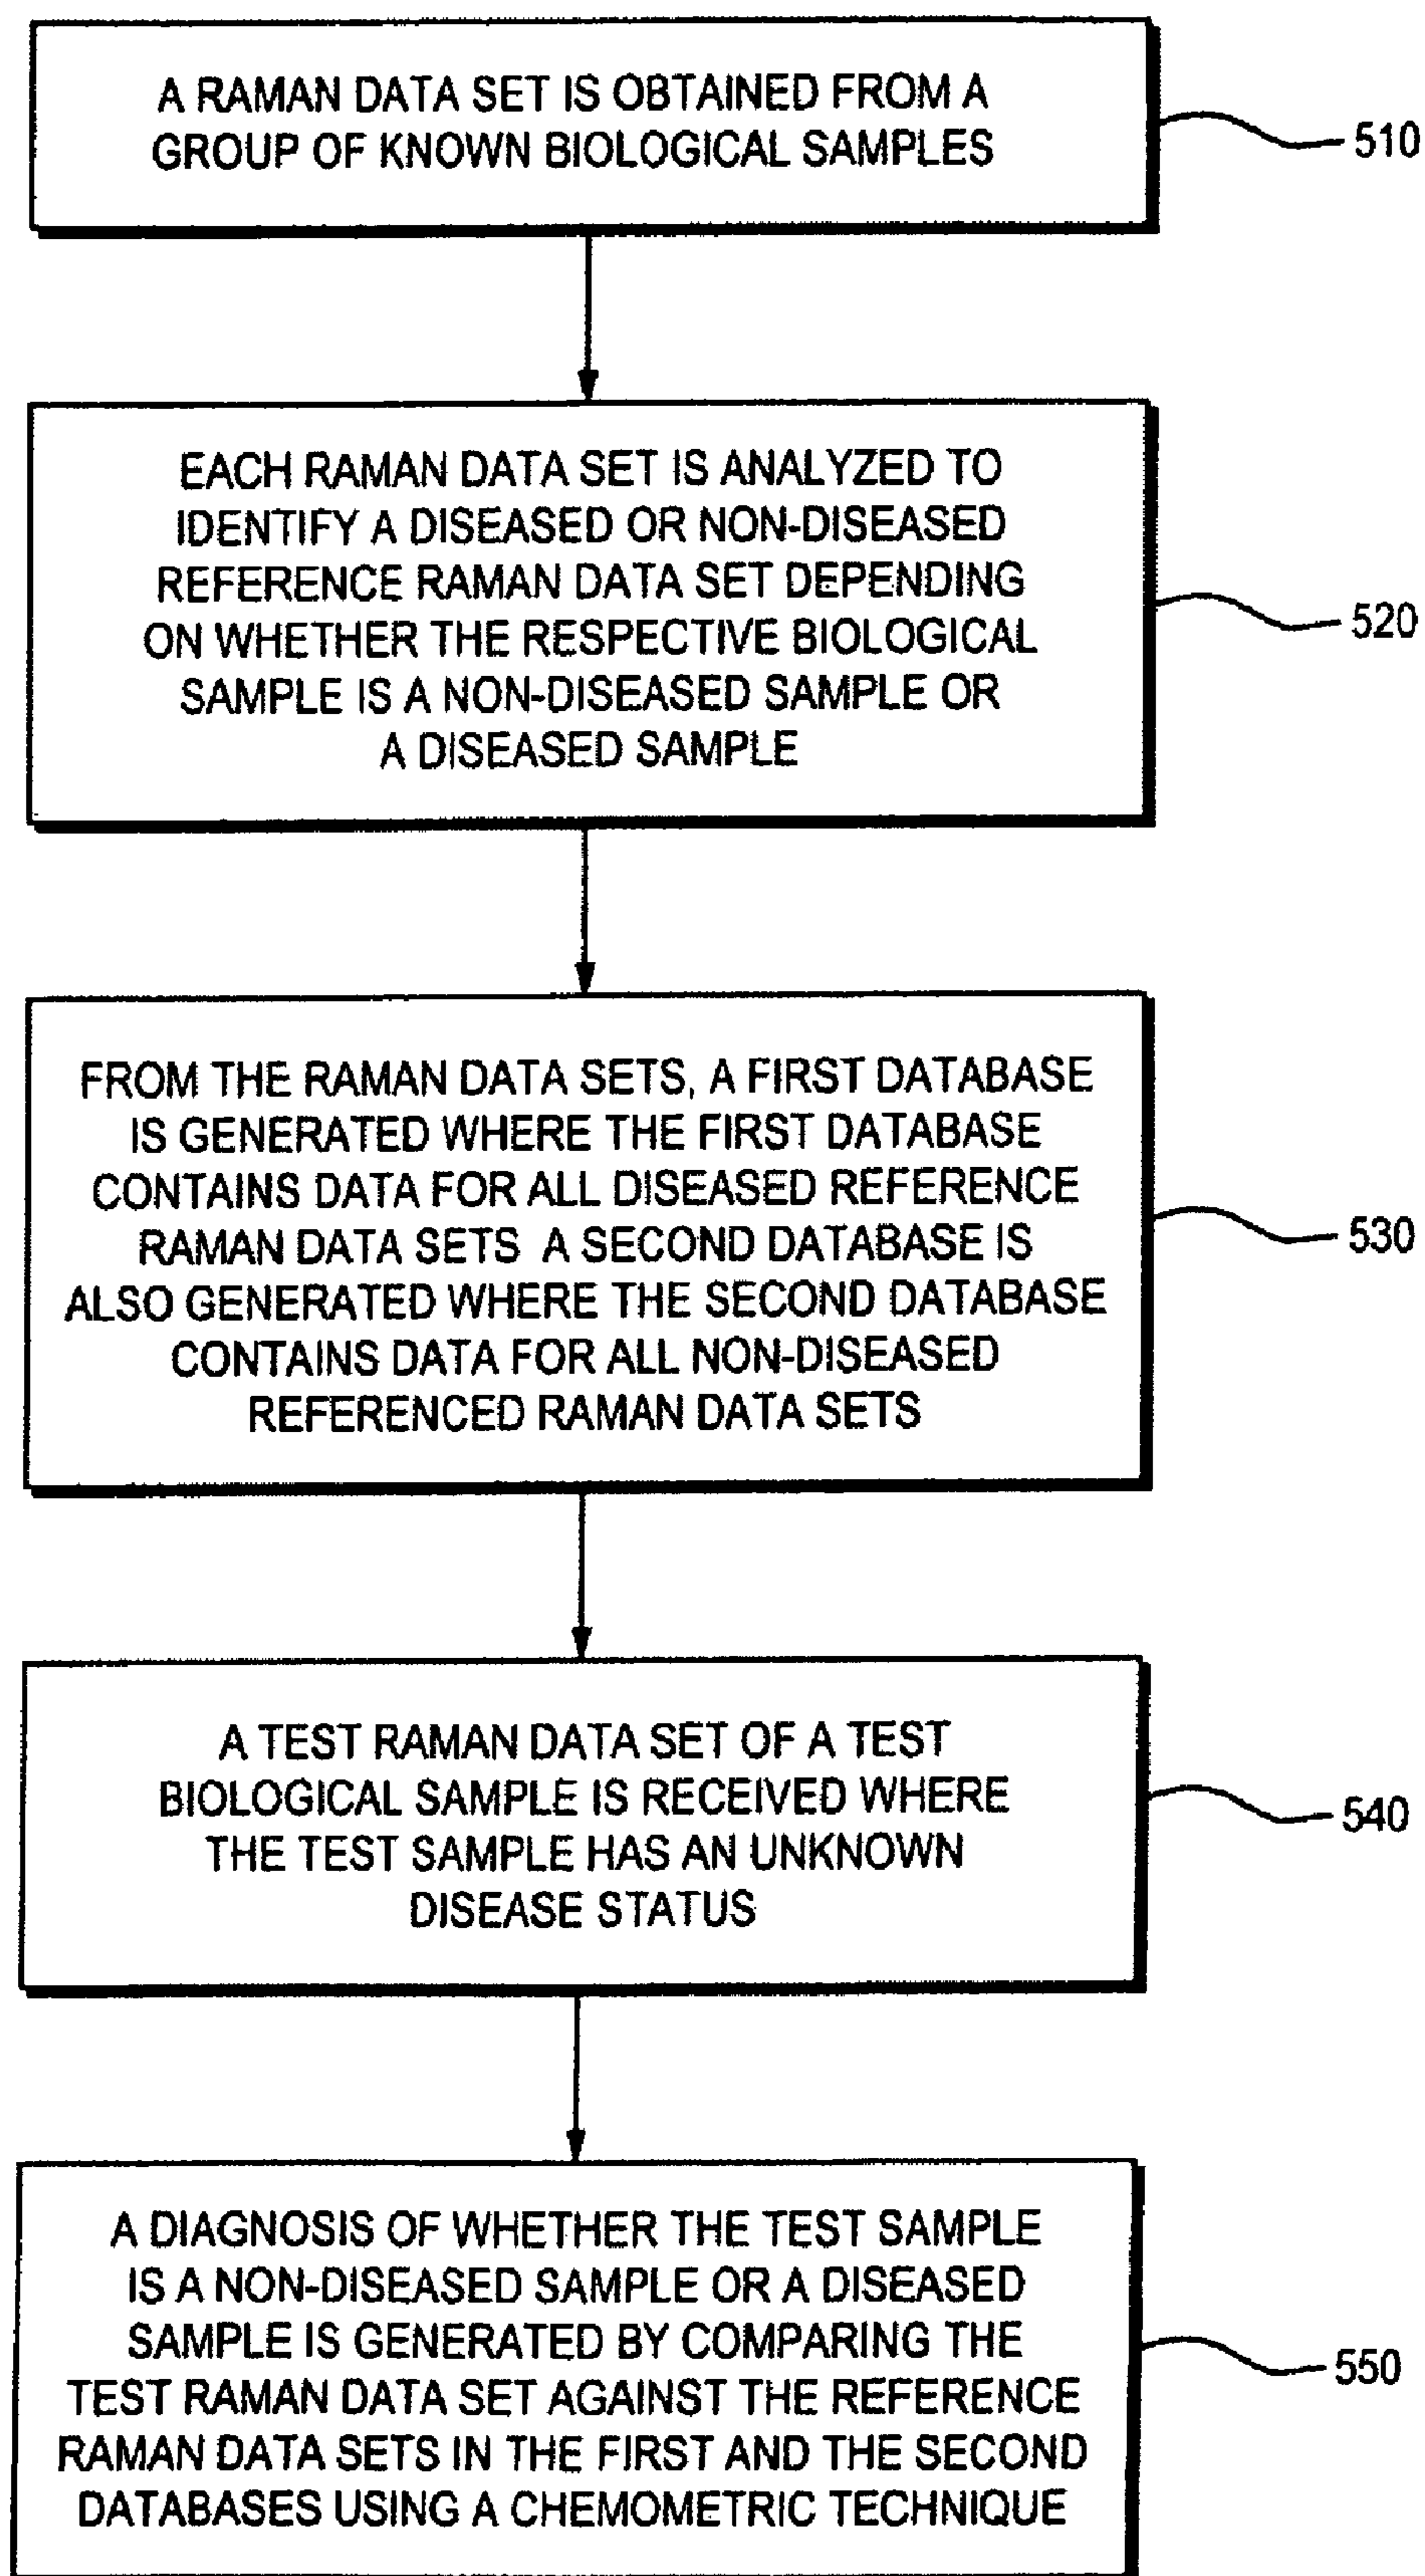 A RAMAN DATA SET IS OBTAINED FROM A
GROUP OF KNOWN BIOLOGICAL SAMPLES
510
EACH RAMAN DATA SET IS ANALYZED TO
IDENTIFY A DISEASED OR NON-DISEASED
REFERENCE RAMAN DATA SET DEPENDING
ON WHETHER THE RESPECTIVE BIOLOGICAL
SAMPLE IS A NON-DISEASED SAMPLE OR
A DISEASED SAMPLE
520
FROM THE RAMAN DATA SETS, A FIRST DATABASE
IS GENERATED WHERE THE FIRST DATABASE
CONTAINS DATA FOR ALL DISEASED REFERENCE
RAMAN DATA SETS A SECOND DATABASE IS
ALSO GENERATED WHERE THE SECOND DATABASE
CONTAINS DATA FOR ALL NON-DISEASED
REFERENCED RAMAN DATA SETS
530
A TEST RAMAN DATA SET OF A TEST
BIOLOGICAL SAMPLE IS RECEIVED WHERE
THE TEST SAMPLE HAS AN UNKNOWN
DISEASE STATUS
540
A DIAGNOSIS OF WHETHER THE TEST SAMPLE
IS A NON-DISEASED SAMPLE OR A DISEASED
SAMPLE IS GENERATED BY COMPARING THE
TEST RAMAN DATA SET AGAINST THE REFERENCE
RAMAN DATA SETS IN THE FIRST AND THE SECOND
DATABASES USING A CHEMOMETRIC TECHNIQUE
550